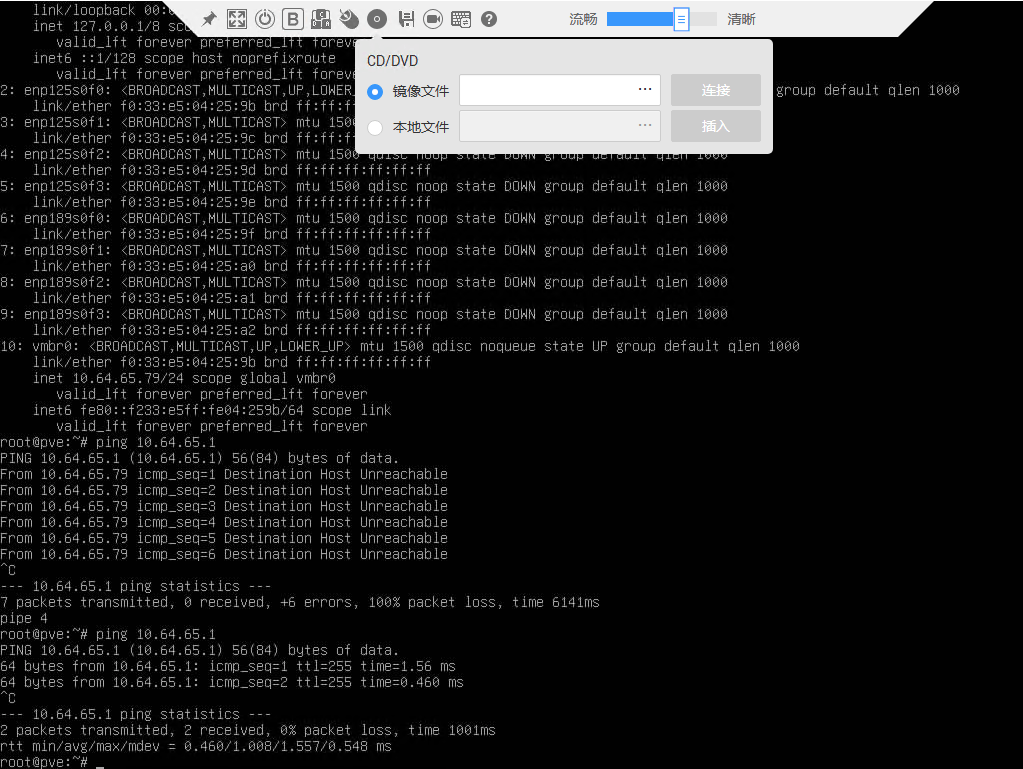 流畅 清晰
CD/DVD
镜像文件 ... 连接
本地文件 ... 插入
link/loopback 00:
inet 127.0.0.1/8 sco
valid_lft forever preferred_lft foreve
inet6 ::1/128 scope host noprefixroute
valid_lft forever preferred_lft foreve
2: enp125s0f0: <BROADCAST,MULTICAST,UP,LOWER_ group default qlen 1000
link/ether f0:33:e5:04:25:9b brd ff:ff:f
3: enp125s0f1: <BROADCAST,MULTICAST> mtu 150
link/ether f0:33:e5:04:25:9c brd ff:ff:f
4: enp125s0f2: <BROADCAST,MULTICAST> mtu 1500 qdisc noop state DOWN group default qlen 1000
link/ether f0:33:e5:04:25:9d brd ff:ff:ff:ff:ff:ff
5: enp125s0f3: <BROADCAST,MULTICAST> mtu 1500 qdisc noop state DOWN group default qlen 1000
link/ether f0:33:e5:04:25:9e brd ff:ff:ff:ff:ff:ff
6: enp189s0f0: <BROADCAST,MULTICAST> mtu 1500 qdisc noop state DOWN group default qlen 1000
link/ether f0:33:e5:04:25:9f brd ff:ff:ff:ff:ff:ff
7: enp189s0f1: <BROADCAST,MULTICAST> mtu 1500 qdisc noop state DOWN group default qlen 1000
link/ether f0:33:e5:04:25:a0 brd ff:ff:ff:ff:ff:ff
8: enp189s0f2: <BROADCAST,MULTICAST> mtu 1500 qdisc noop state DOWN group default qlen 1000
link/ether f0:33:e5:04:25:a1 brd ff:ff:ff:ff:ff:ff
9: enp189s0f3: <BROADCAST,MULTICAST> mtu 1500 qdisc noop state DOWN group default qlen 1000
link/ether f0:33:e5:04:25:a2 brd ff:ff:ff:ff:ff:ff
10: vmbr0: <BROADCAST,MULTICAST,UP,LOWER_UP> mtu 1500 qdisc noqueue state UP group default qlen 1000
link/ether f0:33:e5:04:25:9b brd ff:ff:ff:ff:ff:ff
inet 10.64.65.79/24 scope global vmbr0
valid_lft forever preferred_lft forever
inet6 fe80::f233:e5ff:fe04:259b/64 scope link
valid_lft forever preferred_lft forever
root@pve:~# ping 10.64.65.1
PING 10.64.65.1 (10.64.65.1) 56(84) bytes of data.
From 10.64.65.79 icmp_seq=1 Destination Host Unreachable
From 10.64.65.79 icmp_seq=2 Destination Host Unreachable
From 10.64.65.79 icmp_seq=3 Destination Host Unreachable
From 10.64.65.79 icmp_seq=4 Destination Host Unreachable
From 10.64.65.79 icmp_seq=5 Destination Host Unreachable
From 10.64.65.79 icmp_seq=6 Destination Host Unreachable
^C
--- 10.64.65.1 ping statistics ---
7 packets transmitted, 0 received, +6 errors, 100% packet loss, time 6141ms
pipe 4
root@pve:~# ping 10.64.65.1
PING 10.64.65.1 (10.64.65.1) 56(84) bytes of data.
64 bytes from 10.64.65.1: icmp_seq=1 ttl=255 time=1.56 ms
64 bytes from 10.64.65.1: icmp_seq=2 ttl=255 time=0.460 ms
^C
--- 10.64.65.1 ping statistics ---
2 packets transmitted, 2 received, 0% packet loss, time 1001ms
rtt min/avg/max/mdev = 0.460/1.008/1.557/0.548 ms
root@pve:~# _